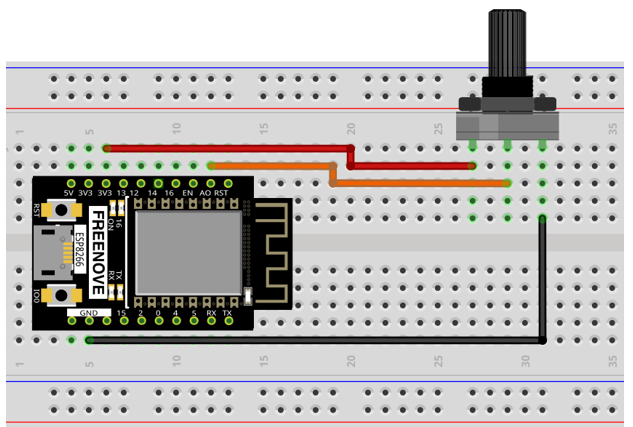 1 5 10 15 20 25 30 35
5V 3V3 3V3 13 12 14 16 EN AO RST
RST
ON 16
FREENOVE
ESP8266
RX TX
IO0
GND 15 2 0 4 5 RX TX
1 5 10 15 20 25 30 35